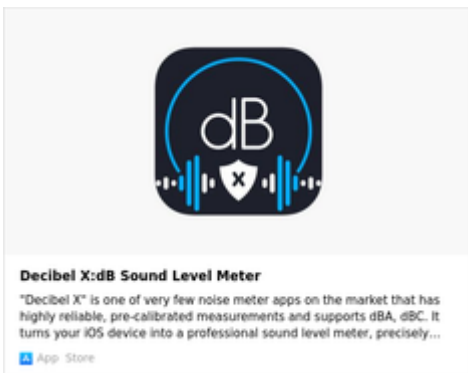 dB
X
Decibel X:dB Sound Level Meter
"Decibel X" is one of very few noise meter apps on the market that has
highly reliable, pre-calibrated measurements and supports dBA, dBC. It
turns your iOS device into a professional sound level meter, precisely...
App Store